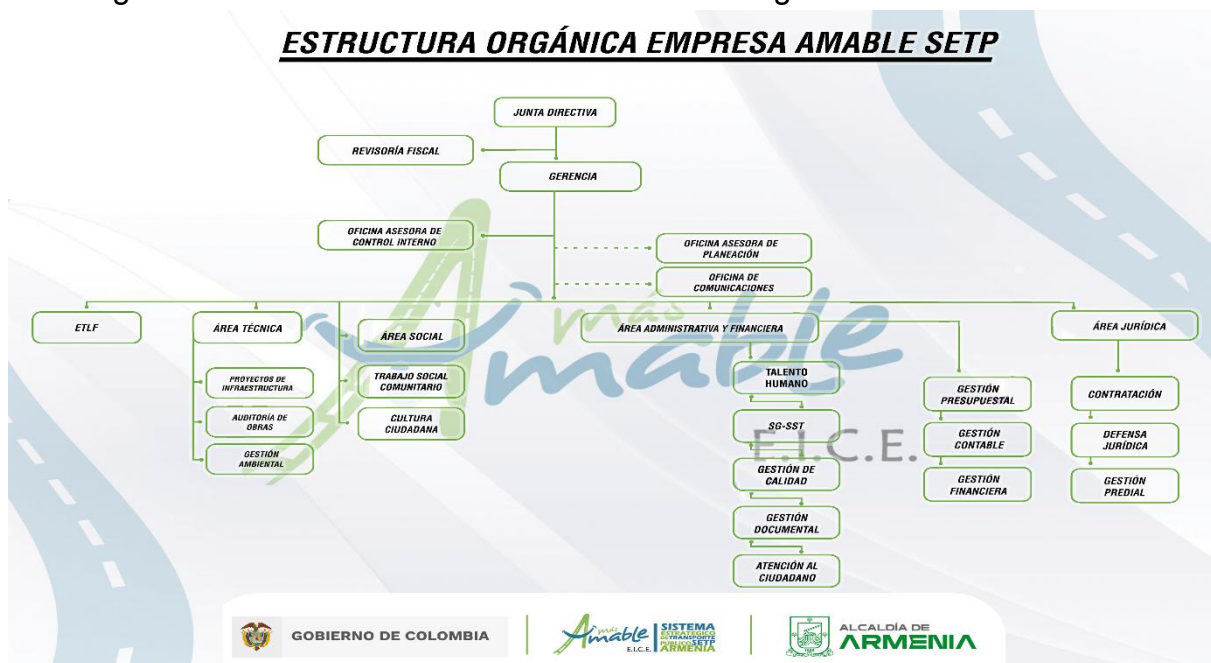 ESTRUCTURA ORGÁNICA EMPRESA AMABLE SETP
JUNTA DIRECTIVA
REVISORÍA FISCAL
GERENCIA
OFICINA ASESORA DE
CONTROL INTERNO
OFICINA ASESORA DE
PLANEACIÓN
OFICINA DE
COMUNICACIONES
ETLF
ÁREA TÉCNICA
ÁREA SOCIAL
ÁREA ADMINISTRATIVA Y FINANCIERA
ÁREA JURÍDICA
PROYECTOS DE
INFRAESTRUCTURA
AUDITORÍA DE
OBRAS
GESTIÓN
AMBIENTAL
TRABAJO SOCIAL
COMUNITARIO
CULTURA
CIUDADANA
TALENTO
HUMANO
SG-SST
GESTIÓN DE
CALIDAD
GESTIÓN
DOCUMENTAL
ATENCIÓN AL
CIUDADANO
GESTIÓN
PRESUPUESTAL
GESTIÓN
CONTABLE
GESTIÓN
FINANCIERA
CONTRATACIÓN
DEFENSA
JURÍDICA
GESTIÓN
PREDIAL
más
Amable
E.I.C.E.
GOBIERNO DE COLOMBIA
más
Amable
E.I.C.E.
SISTEMA
ESTRATÉGICO
DE TRANSPORTE
PÚBLICO SETP
ARMENIA
ALCALDÍA DE
ARMENIA